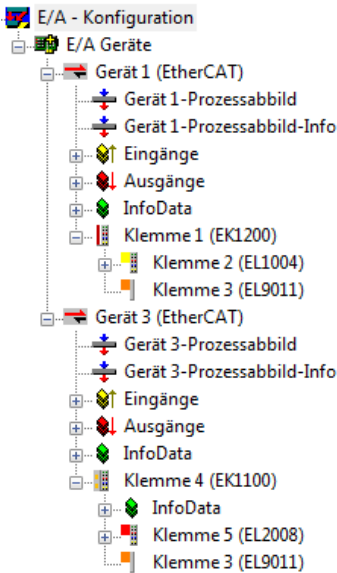 E/A - Konfiguration
E/A Geräte
Gerät 1 (EtherCAT)
Gerät 1-Prozessabbild
Gerät 1-Prozessabbild-Info
Eingänge
Ausgänge
InfoData
Klemme 1 (EK1200)
Klemme 2 (EL1004)
Klemme 3 (EL9011)
Gerät 3 (EtherCAT)
Gerät 3-Prozessabbild
Gerät 3-Prozessabbild-Info
Eingänge
Ausgänge
InfoData
Klemme 4 (EK1100)
InfoData
Klemme 5 (EL2008)
Klemme 3 (EL9011)